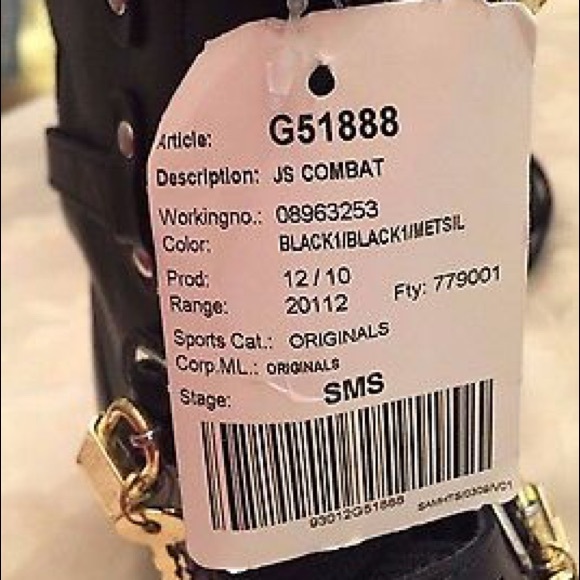 Article: G51888
Description: JS COMBAT
Workingno.: 08963253
Color: BLACK1/BLACK1/METSIL
Prod: 12 / 10
Range: 20112 Fty: 779001
Sports Cat.: ORIGINALS
Corp.ML.: ORIGINALS
Stage: SMS
93012G51888